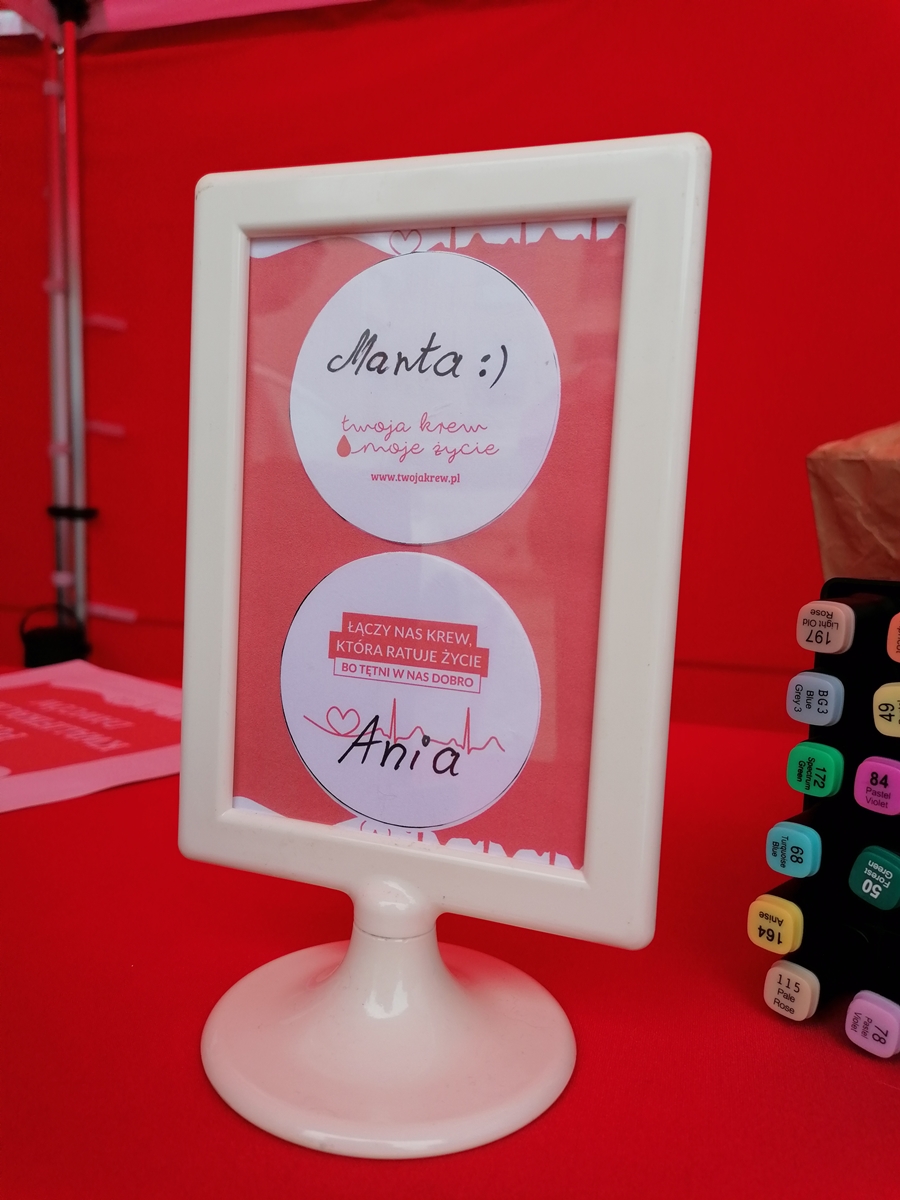 Marta :)
twoja krew
moje życie
www.twojakrew.pl
ŁĄCZY NAS KREW,
KTÓRA RATUJE ŻYCIE
BO TĘTNI W NAS DOBRO
Ania
197
Light Old
Rose
BG3
Blue
Grey 3
49
172
Spectrum
Green
84
Pastel
Violet
68
Turquoise
Blue
50
Forest
Green
164
Anise
115
Pale
Rose
78
Pastel
Violet